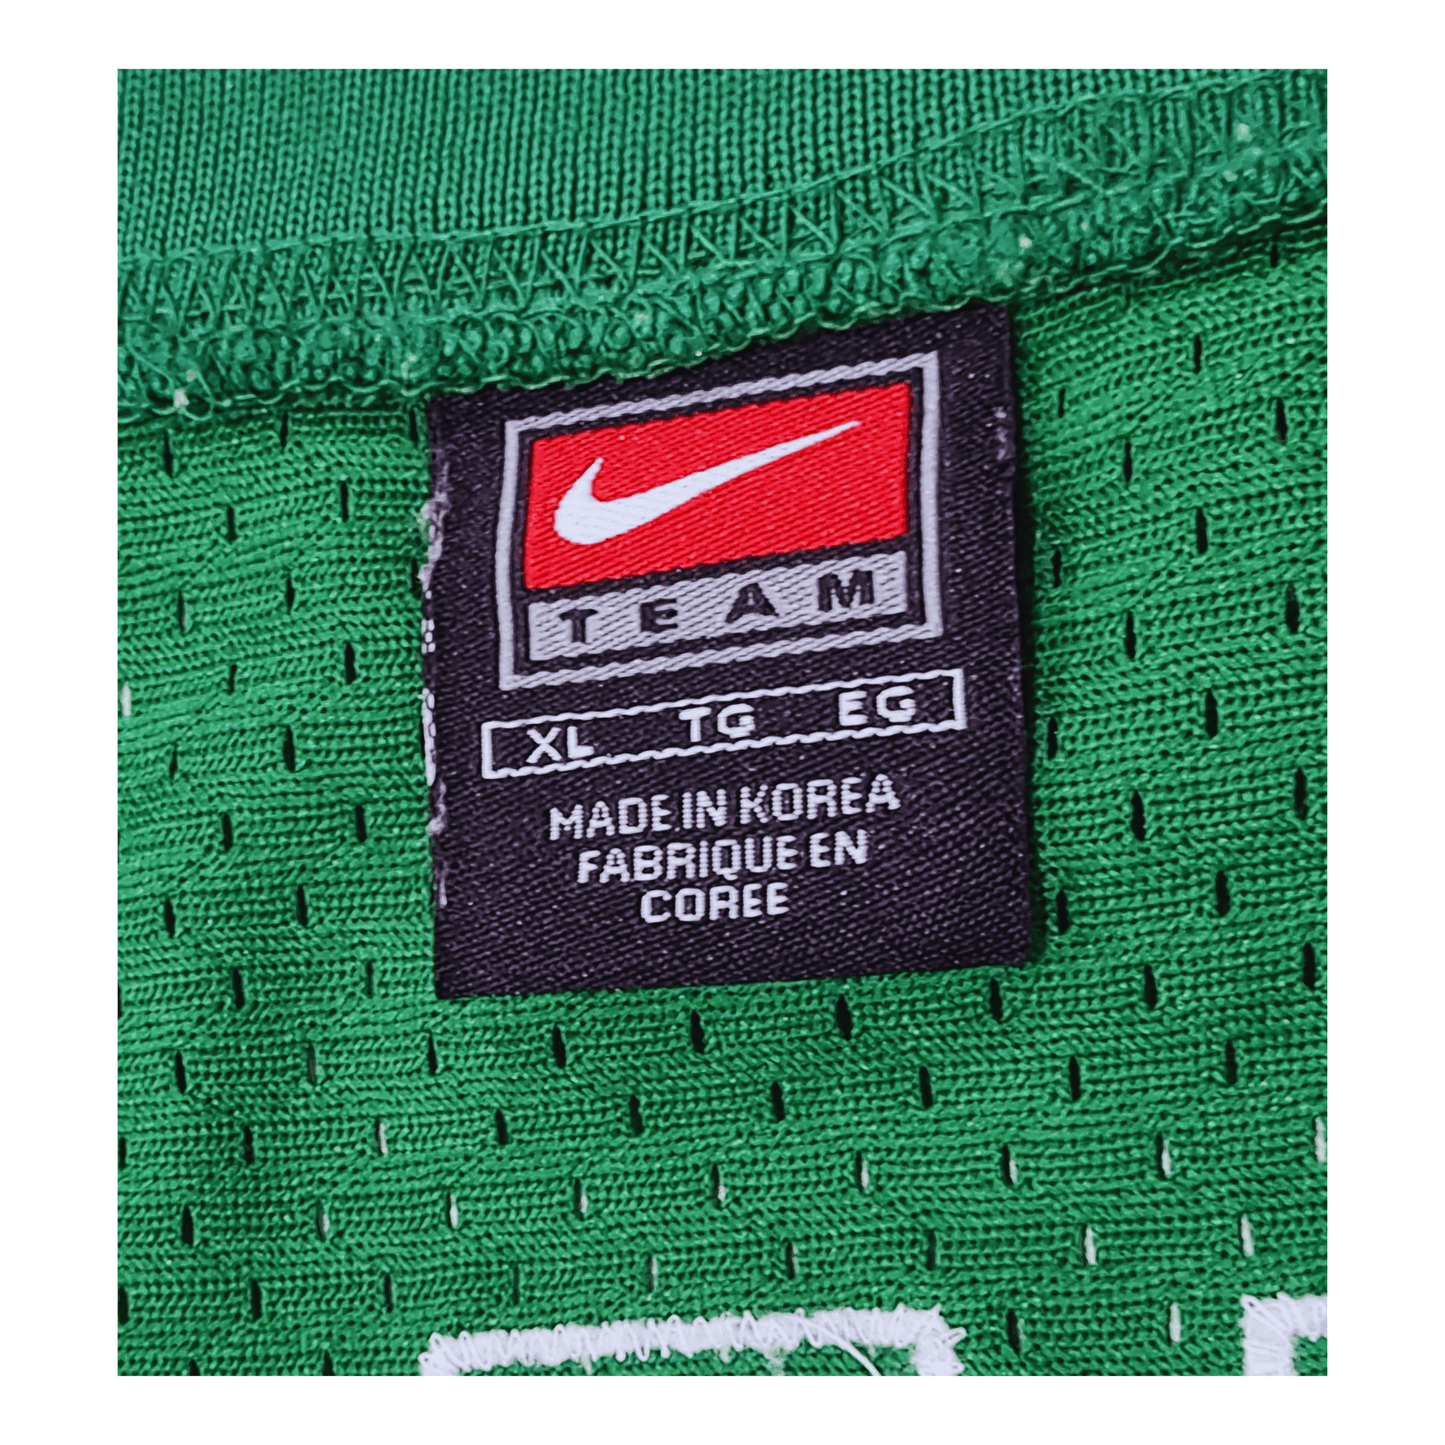 TEAM
XL TG EG
MADE IN KOREA
FABRIQUE EN
COREE